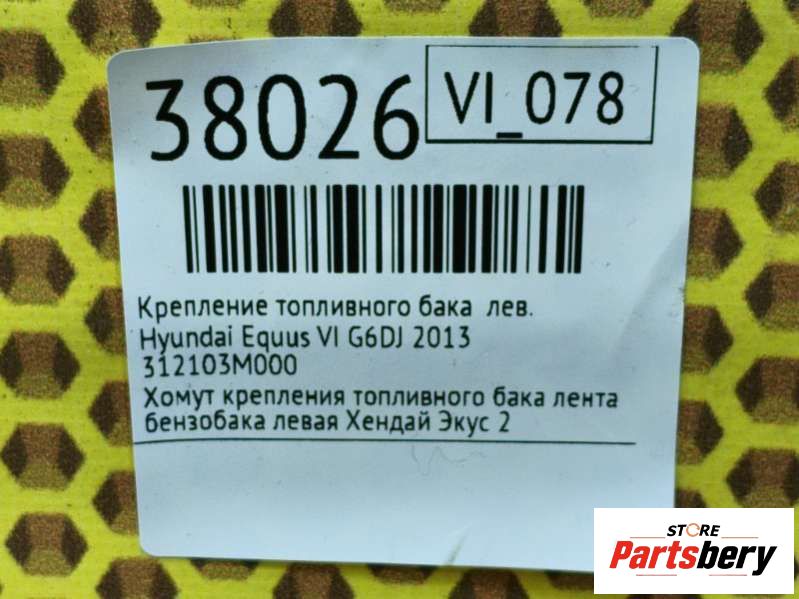 38026
VI_078
Крепление топливного бака лев.
Hyundai Equus VI G6DJ 2013
312103M000
Хомут крепления топливного бака лента
бензобака левая Хендай Экус 2
STORE
Partsbery